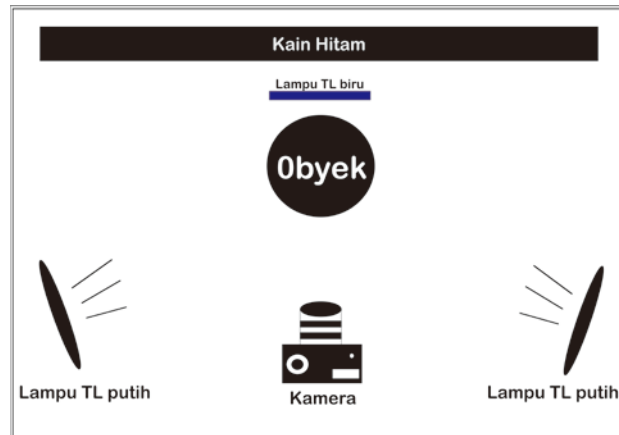 Kain Hitam
Lampu TL biru
0byek
Lampu TL putih
Kamera
Lampu TL putih